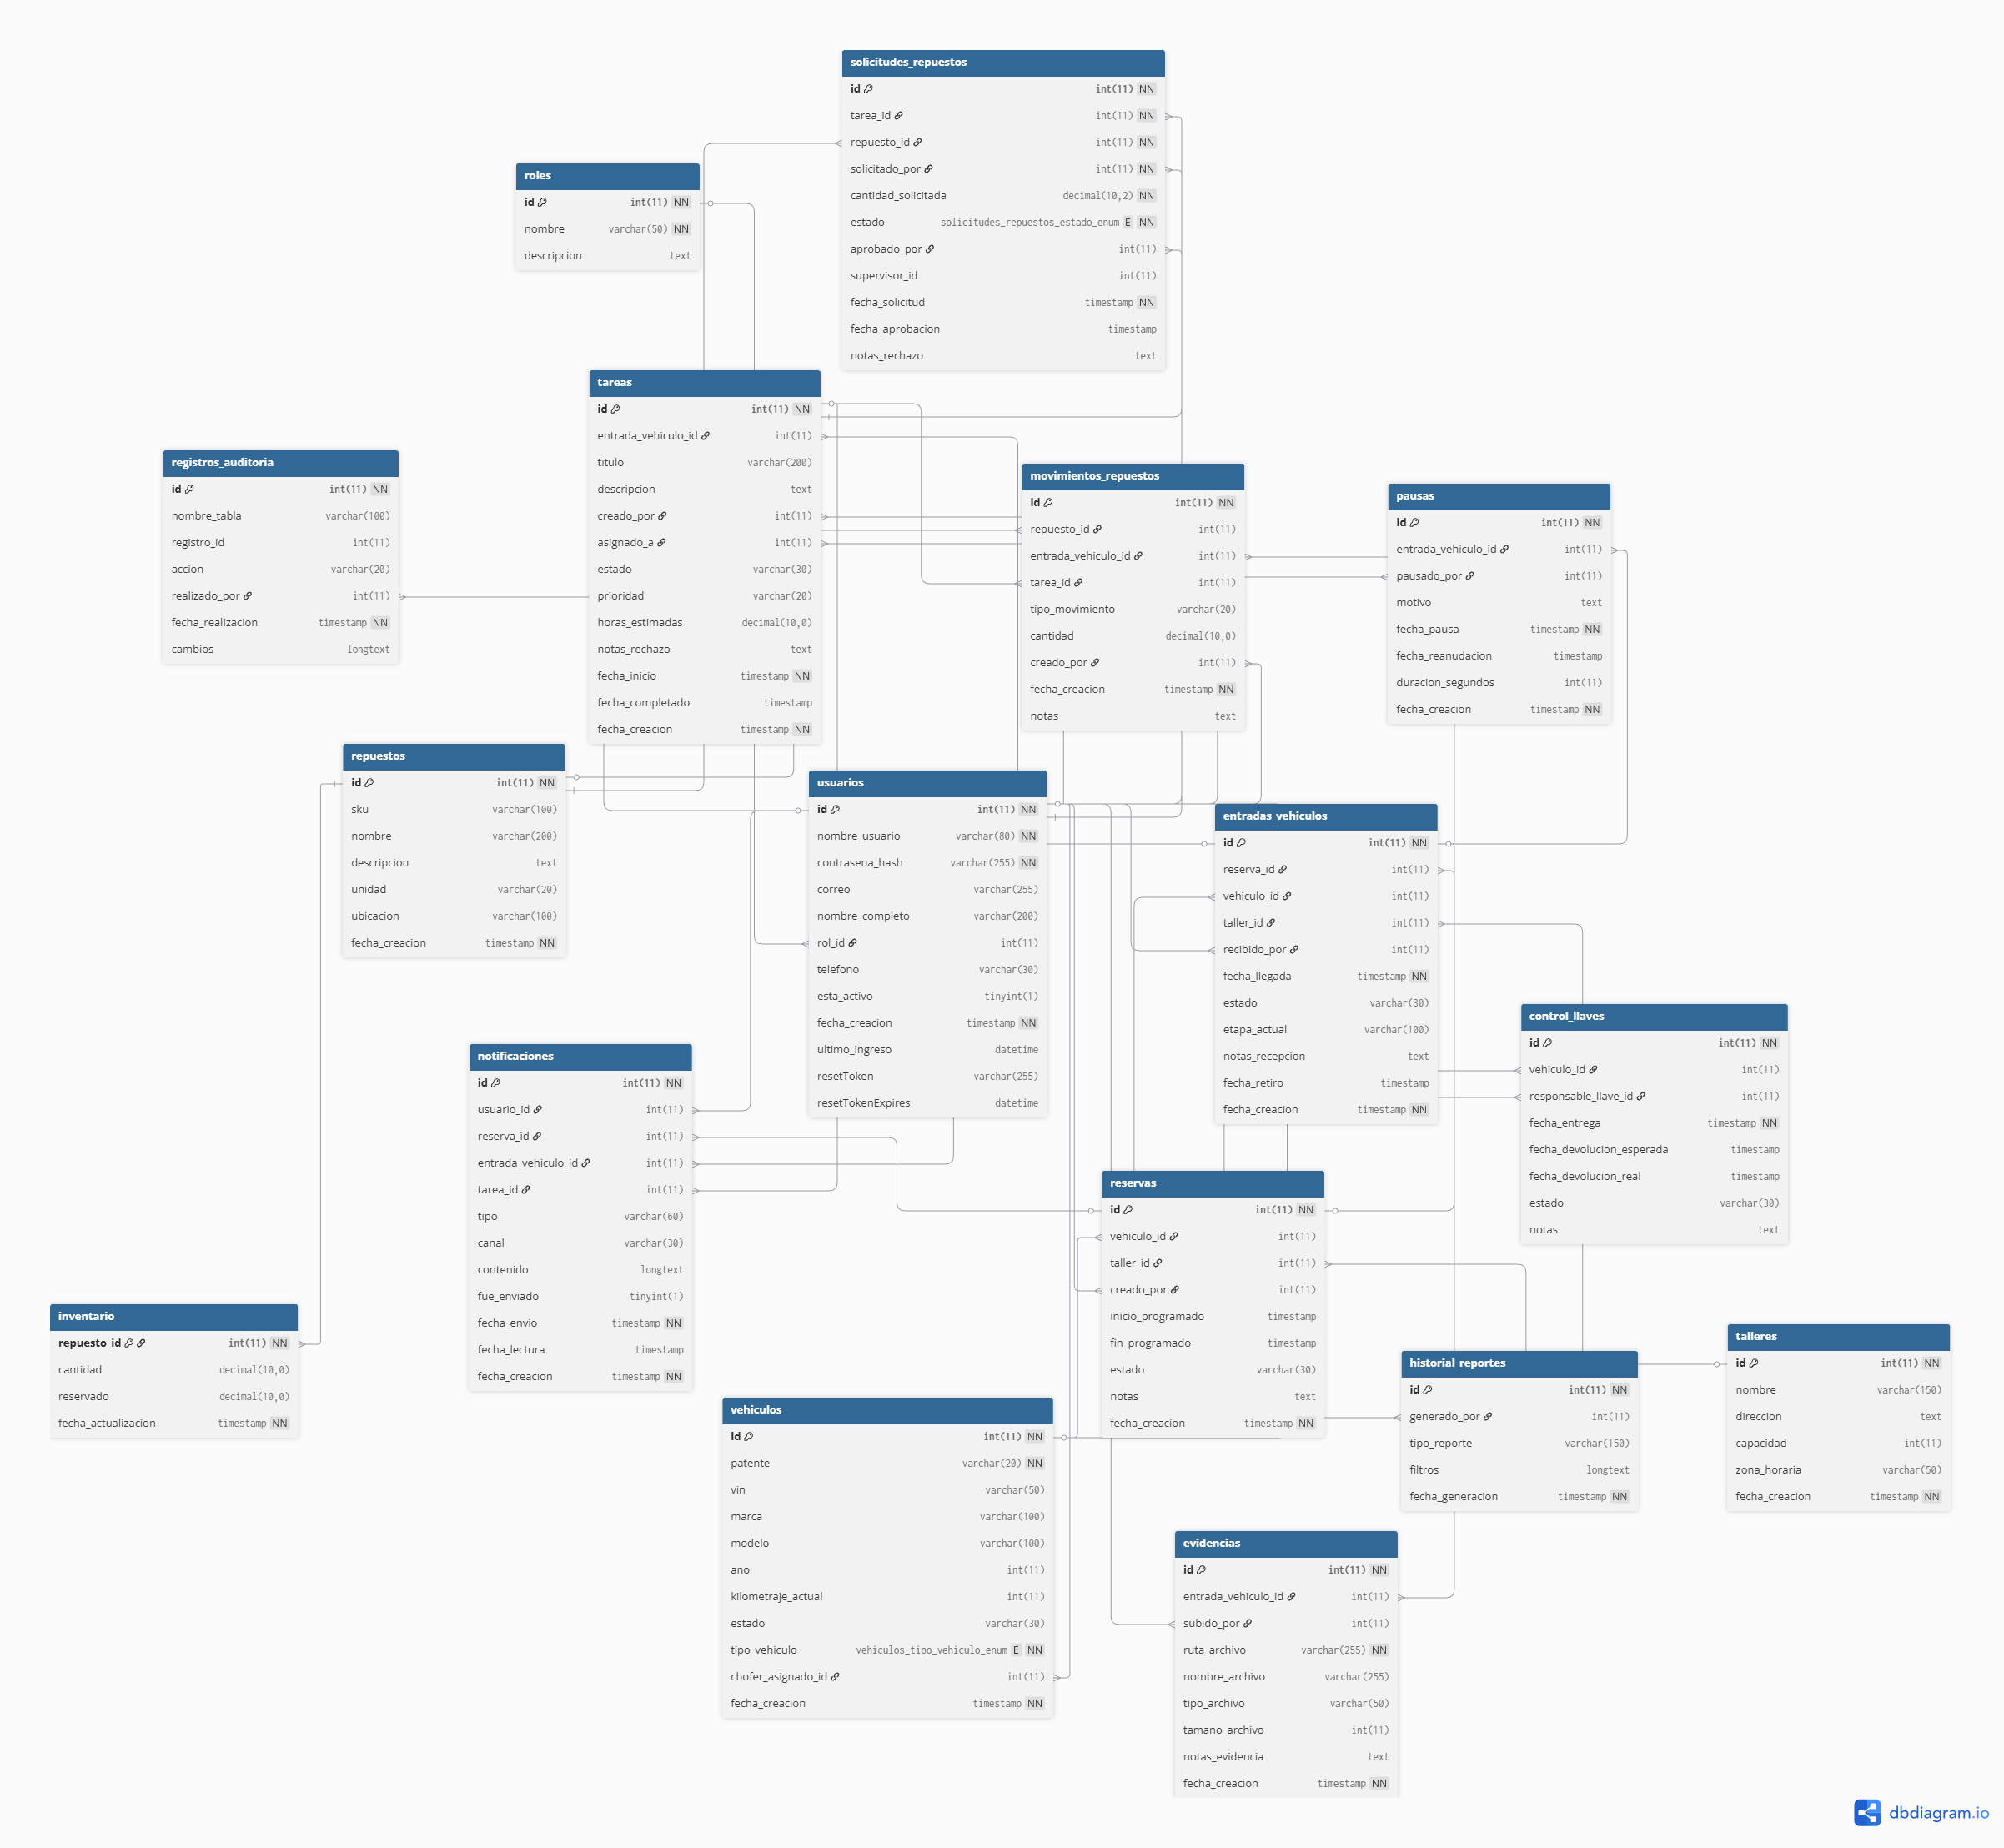 solicitudes_repuestos
id int(11) NN
tarea_id int(11) NN
repuesto_id int(11) NN
solicitado_por int(11) NN
cantidad_solicitada decimal(10,2) NN
estado solicitudes_repuestos_estado_enum E NN
aprobado_por int(11)
supervisor_id int(11)
fecha_solicitud timestamp NN
fecha_aprobacion timestamp
notas_rechazo text
roles
id int(11) NN
nombre varchar(50) NN
descripcion text
tareas
id int(11) NN
entrada_vehiculo_id int(11)
titulo varchar(200)
descripcion text
creado_por int(11)
asignado_a int(11)
estado varchar(30)
prioridad varchar(20)
horas_estimadas decimal(10,0)
notas_rechazo text
fecha_inicio timestamp NN
fecha_completado timestamp
fecha_creacion timestamp NN
registros_auditoria
id int(11) NN
nombre_tabla varchar(100)
registro_id int(11)
accion varchar(20)
realizado_por int(11)
fecha_realizacion timestamp NN
cambios longtext
movimientos_repuestos
id int(11) NN
repuesto_id int(11)
entrada_vehiculo_id int(11)
tarea_id int(11)
tipo_movimiento varchar(20)
cantidad decimal(10,0)
creado_por int(11)
fecha_creacion timestamp NN
notas text
pausas
id int(11) NN
entrada_vehiculo_id int(11)
pausado_por int(11)
motivo text
fecha_pausa timestamp NN
fecha_reanudacion timestamp
duracion_segundos int(11)
fecha_creacion timestamp NN
repuestos
id int(11) NN
sku varchar(100)
nombre varchar(200)
descripcion text
unidad varchar(20)
ubicacion varchar(100)
fecha_creacion timestamp NN
usuarios
id int(11) NN
nombre_usuario varchar(80) NN
contrasena_hash varchar(255) NN
correo varchar(255)
nombre_completo varchar(200)
rol_id int(11)
telefono varchar(30)
esta_activo tinyint(1)
fecha_creacion timestamp NN
ultimo_ingreso datetime
resetToken varchar(255)
resetTokenExpires datetime
entradas_vehiculos
id int(11) NN
reserva_id int(11)
vehiculo_id int(11)
taller_id int(11)
recibido_por int(11)
fecha_llegada timestamp NN
estado varchar(30)
etapa_actual varchar(100)
notas_recepcion text
fecha_retiro timestamp
fecha_creacion timestamp NN
control_llaves
id int(11) NN
vehiculo_id int(11)
responsable_llave_id int(11)
fecha_entrega timestamp NN
fecha_devolucion_esperada timestamp
fecha_devolucion_real timestamp
estado varchar(30)
notas text
notificaciones
id int(11) NN
usuario_id int(11)
reserva_id int(11)
entrada_vehiculo_id int(11)
tarea_id int(11)
tipo varchar(60)
canal varchar(30)
contenido longtext
fue_enviado tinyint(1)
fecha_envio timestamp NN
fecha_lectura timestamp
fecha_creacion timestamp NN
reservas
id int(11) NN
vehiculo_id int(11)
taller_id int(11)
creado_por int(11)
inicio_programado timestamp
fin_programado timestamp
estado varchar(30)
notas text
fecha_creacion timestamp NN
inventario
repuesto_id int(11) NN
cantidad decimal(10,0)
reservado decimal(10,0)
fecha_actualizacion timestamp NN
historial_reportes
id int(11) NN
generado_por int(11)
tipo_reporte varchar(150)
filtros longtext
fecha_generacion timestamp NN
talleres
id int(11) NN
nombre varchar(150)
direccion text
capacidad int(11)
zona_horaria varchar(50)
fecha_creacion timestamp NN
vehiculos
id int(11) NN
patente varchar(20) NN
vin varchar(50)
marca varchar(100)
modelo varchar(100)
ano int(11)
kilometraje_actual int(11)
estado varchar(30)
tipo_vehiculo vehiculos_tipo_vehiculo_enum E NN
chofer_asignado_id int(11)
fecha_creacion timestamp NN
evidencias
id int(11) NN
entrada_vehiculo_id int(11)
subido_por int(11)
ruta_archivo varchar(255) NN
nombre_archivo varchar(255)
tipo_archivo varchar(50)
tamano_archivo int(11)
notas_evidencia text
fecha_creacion timestamp NN
dbdiagram.io